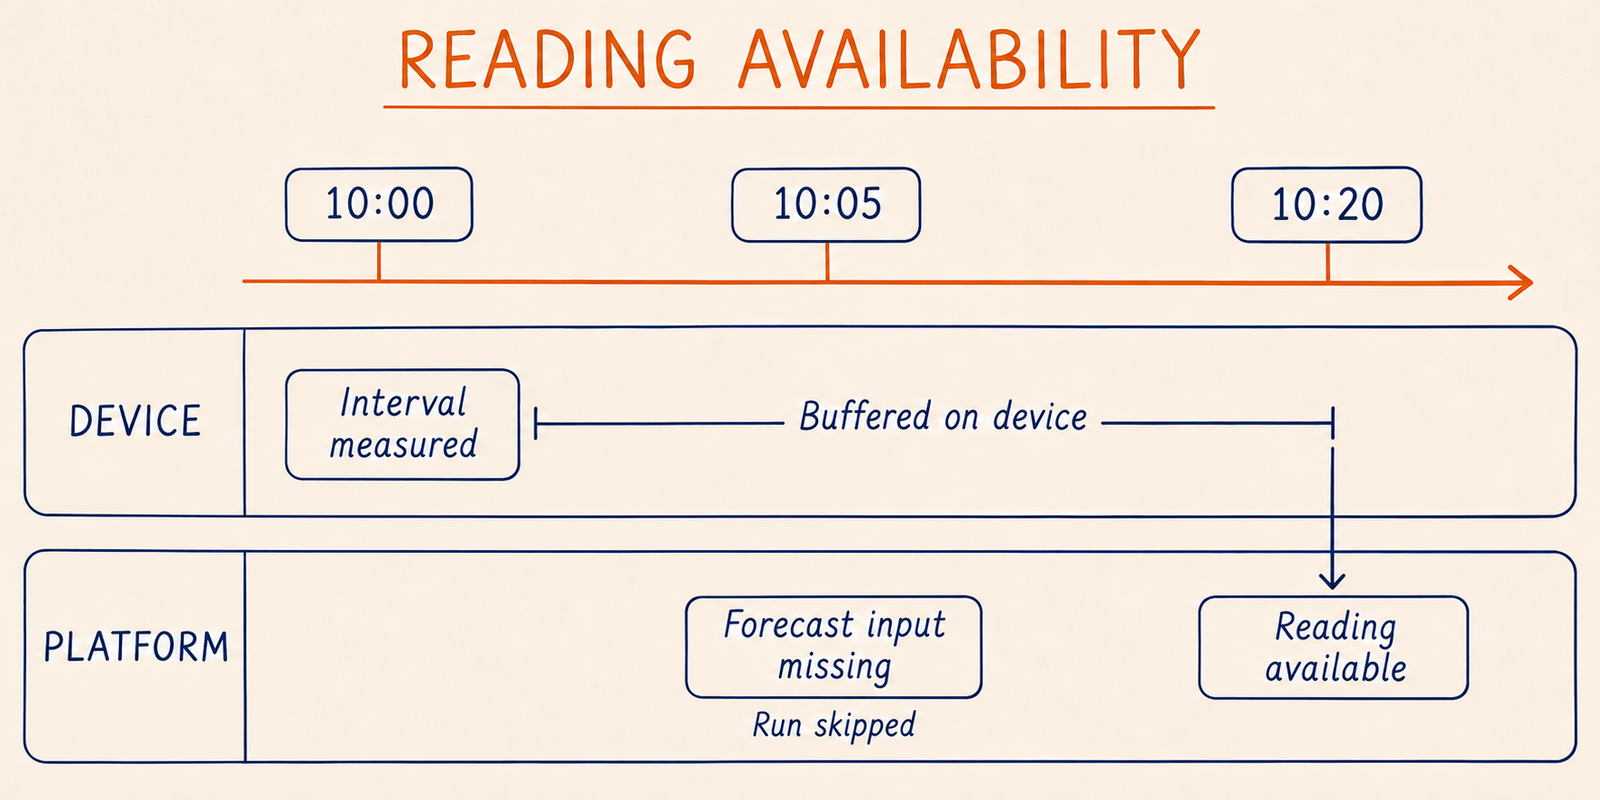 READING AVAILABILITY
10:00
10:05
10:20
DEVICE
Interval
measured
Buffered on device
PLATFORM
Forecast input
missing
Run skipped
Reading
available